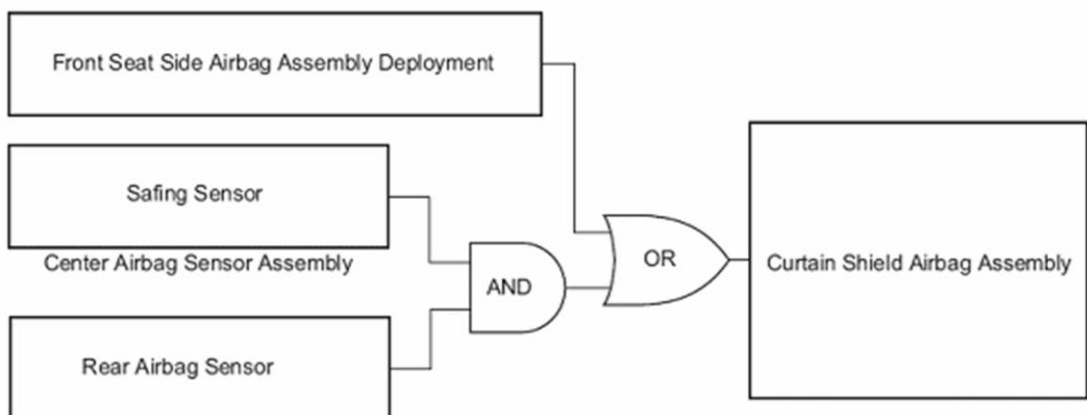 Front Seat Side Airbag Assembly Deployment
Safing Sensor
Center Airbag Sensor Assembly
Rear Airbag Sensor
AND
OR
Curtain Shield Airbag Assembly